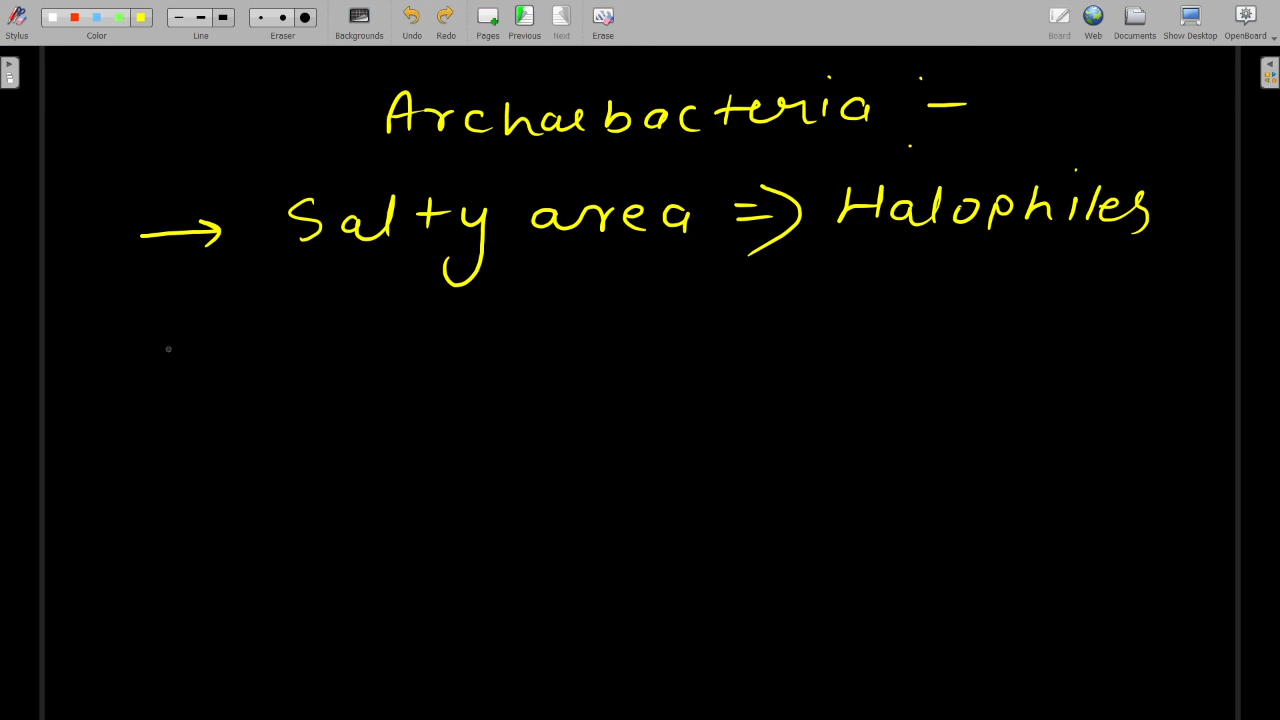 Stylus Color Line Eraser Backgrounds Undo Redo Pages Previous Next Erase Board Web Documents Show Desktop OpenBoard
Archaebacteria :-
→ Salty area => Halophiles